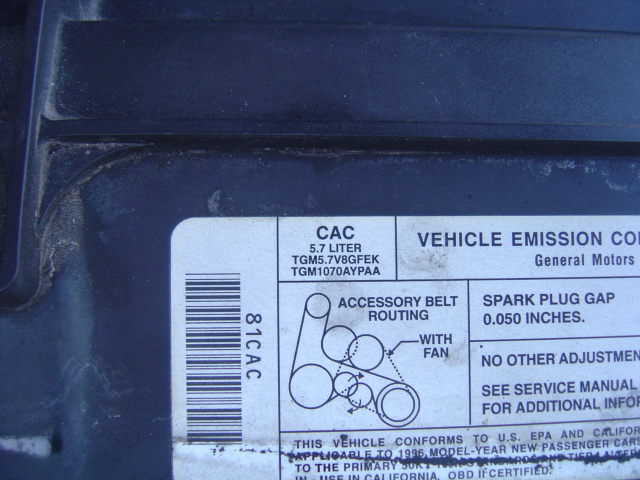 CAC
5.7 LITER
TGM5.7V8GFEK
TGM1070AYPAA
VEHICLE EMISSION CO
General Motors
ACCESSORY BELT
ROUTING
WITH
FAN
SPARK PLUG GAP
0.050 INCHES.
NO OTHER ADJUSTMEN
SEE SERVICE MANUAL
FOR ADDITIONAL INFOR
81CAC
THIS VEHICLE CONFORMS TO U.S. EPA AND CALIFOR
APPLICABLE TO 1996 MODEL-YEAR NEW PASSENGER CARS
TO THE PRIMARY
IN CALIFORNIA. OBD II CERTIFIED.